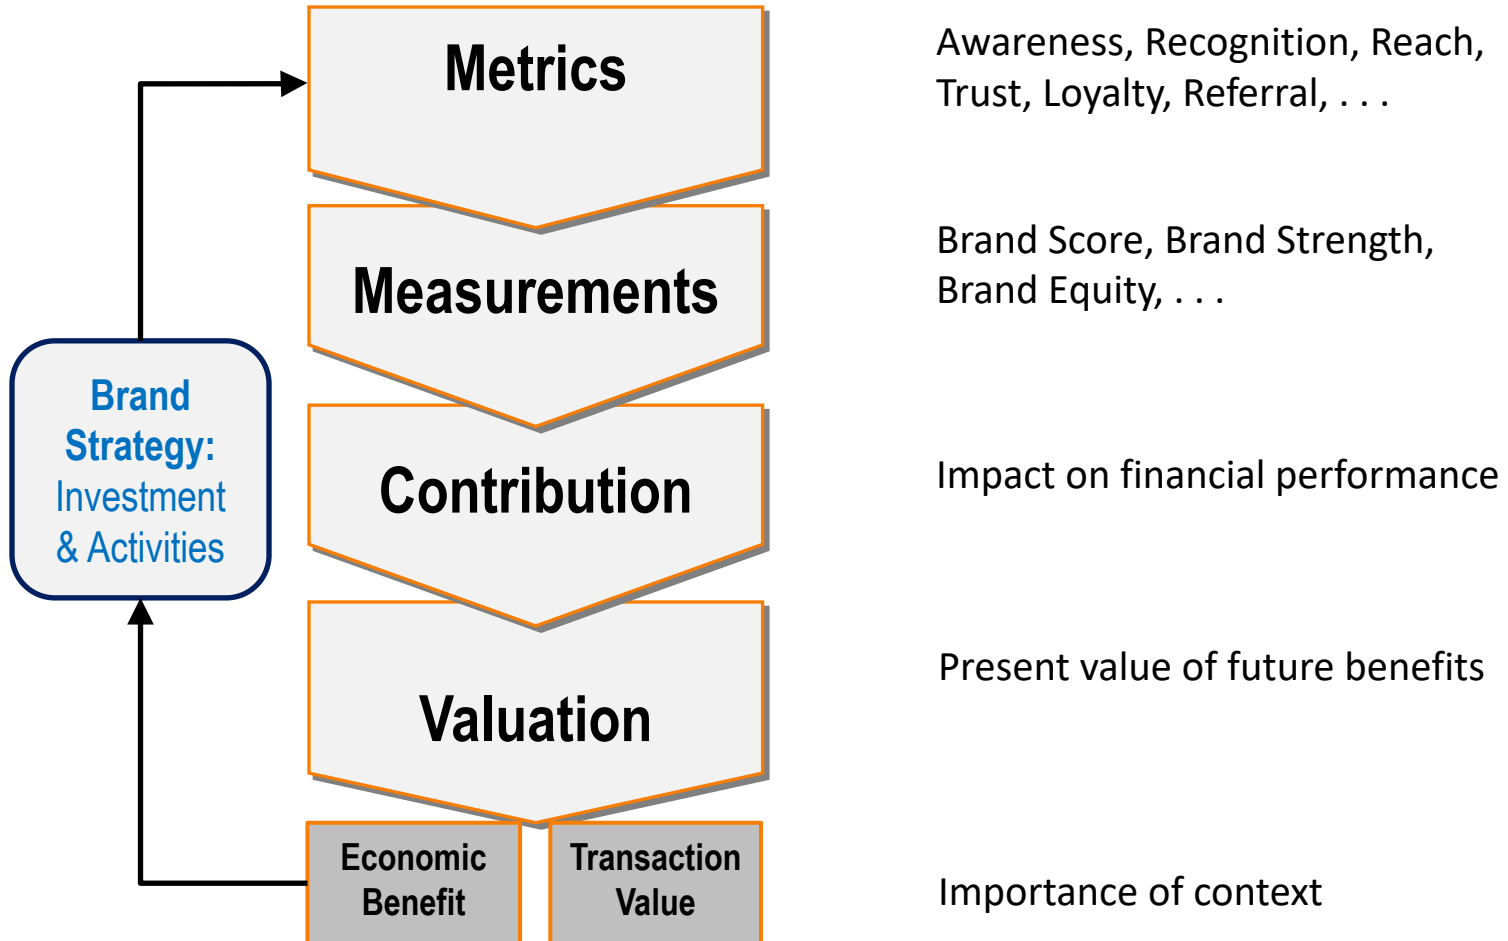 Metrics
Awareness, Recognition, Reach,
Trust, Loyalty, Referral, . . .
Measurements
Brand Score, Brand Strength,
Brand Equity, . . .
Brand
Strategy:
Investment
& Activities
Contribution
Impact on financial performance
Valuation
Present value of future benefits
Economic
Benefit
Transaction
Value
Importance of context